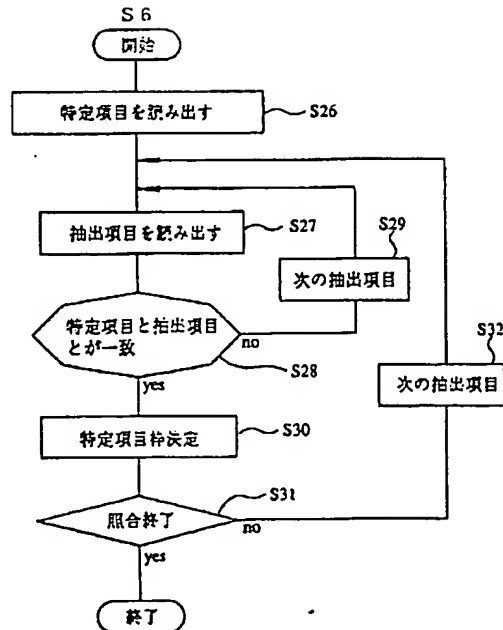 S 6
開始
特定項目を読み出す
S26
抽出項目を読み出す
S27
S29
次の抽出項目
特定項目と抽出項目
とが一致
no
S28
yes
S32
次の抽出項目
特定項目枠決定
S30
照合終了
S31
no
yes
終了